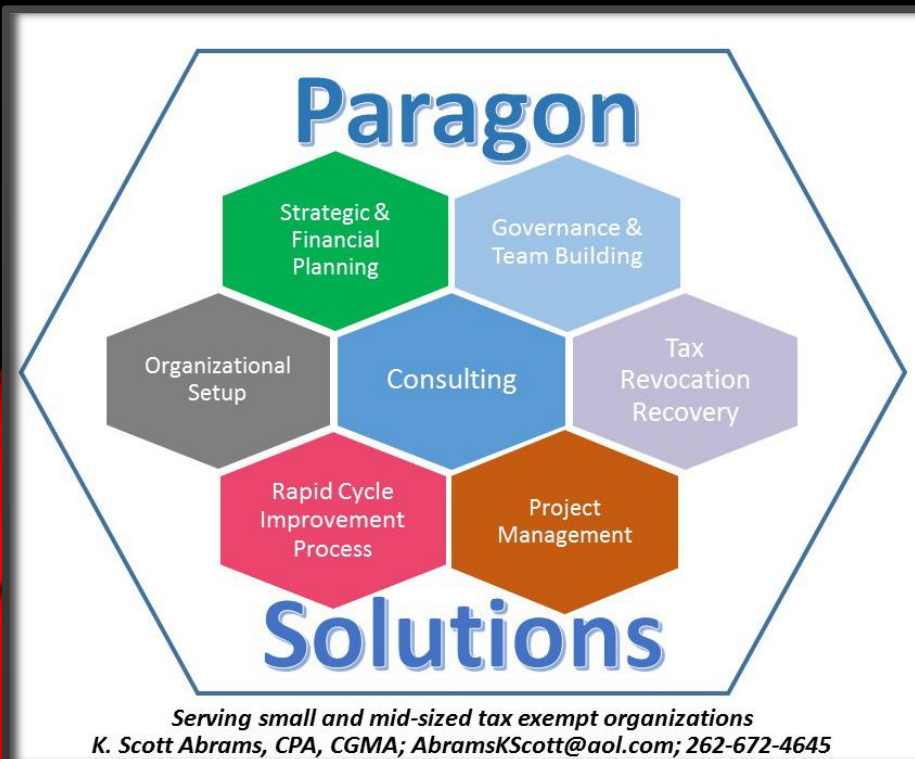 Paragon
Strategic &
Financial
Planning
Governance &
Team Building
Organizational
Setup
Consulting
Tax
Revocation
Recovery
Rapid Cycle
Improvement
Process
Project
Management
Solutions
Serving small and mid-sized tax exempt organizations
K. Scott Abrams, CPA, CGMA; AbramsKScott@aol.com; 262-672-4645